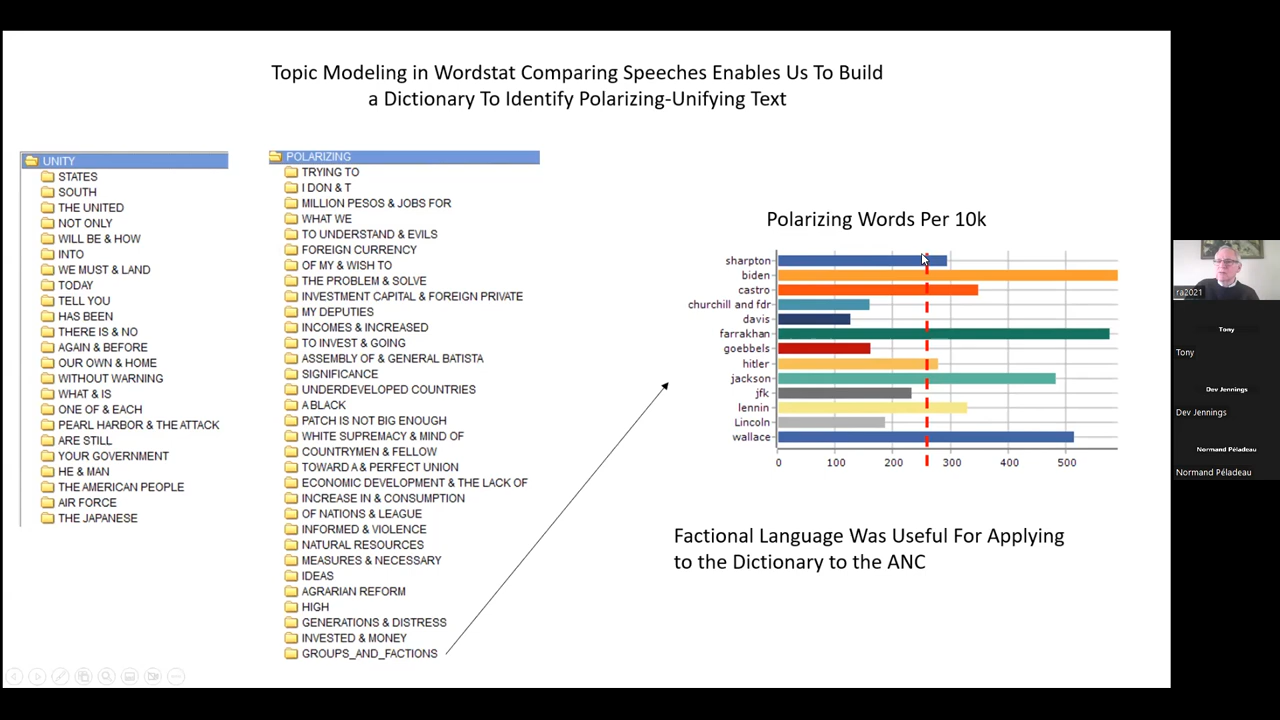 Topic Modeling in Wordstat Comparing Speeches Enables Us To Build
a Dictionary To Identify Polarizing-Unifying Text
UNITY
STATES
SOUTH
THE UNITED
NOT ONLY
WILL BE & HOW
INTO
WE MUST & LAND
TODAY
TELL YOU
HAS BEEN
THERE IS & NO
AGAIN & BEFORE
OUR OWN & HOME
WITHOUT WARNING
WHAT & IS
ONE OF & EACH
PEARL HARBOR & THE ATTACK
ARE STILL
YOUR GOVERNMENT
HE & MAN
THE AMERICAN PEOPLE
AIR FORCE
THE JAPANESE
POLARIZING
TRYING TO
I DON & T
MILLION PESOS & JOBS FOR
WHAT WE
TO UNDERSTAND & EVILS
FOREIGN CURRENCY
OF MY & WISH TO
THE PROBLEM & SOLVE
INVESTMENT CAPITAL & FOREIGN PRIVATE
MY DEPUTIES
INCOMES & INCREASED
TO INVEST & GOING
ASSEMBLY OF & GENERAL BATISTA
SIGNIFICANCE
UNDERDEVELOPED COUNTRIES
A BLACK
PATCH IS NOT BIG ENOUGH
WHITE SUPREMACY & MIND OF
COUNTRYMEN & FELLOW
TOWARD A & PERFECT UNION
ECONOMIC DEVELOPMENT & THE LACK OF
INCREASE IN & CONSUMPTION
OF NATIONS & LEAGUE
INFORMED & VIOLENCE
NATURAL RESOURCES
MEASURES & NECESSARY
IDEAS
AGRARIAN REFORM
HIGH
GENERATIONS & DISTRESS
INVESTED & MONEY
GROUPS_AND_FACTIONS
Polarizing Words Per 10k
sharpton
biden
castro
churchill and fdr
davis
farrakhan
goebbels
hitler
jackson
jfk
lennin
Lincoln
wallace
0 100 200 300 400 500
Factional Language Was Useful For Applying
to the Dictionary to the ANC
ra2021
Tony
Tony
Dev Jennings
Dev Jennings
Normand Péladeau
Normand Péladeau